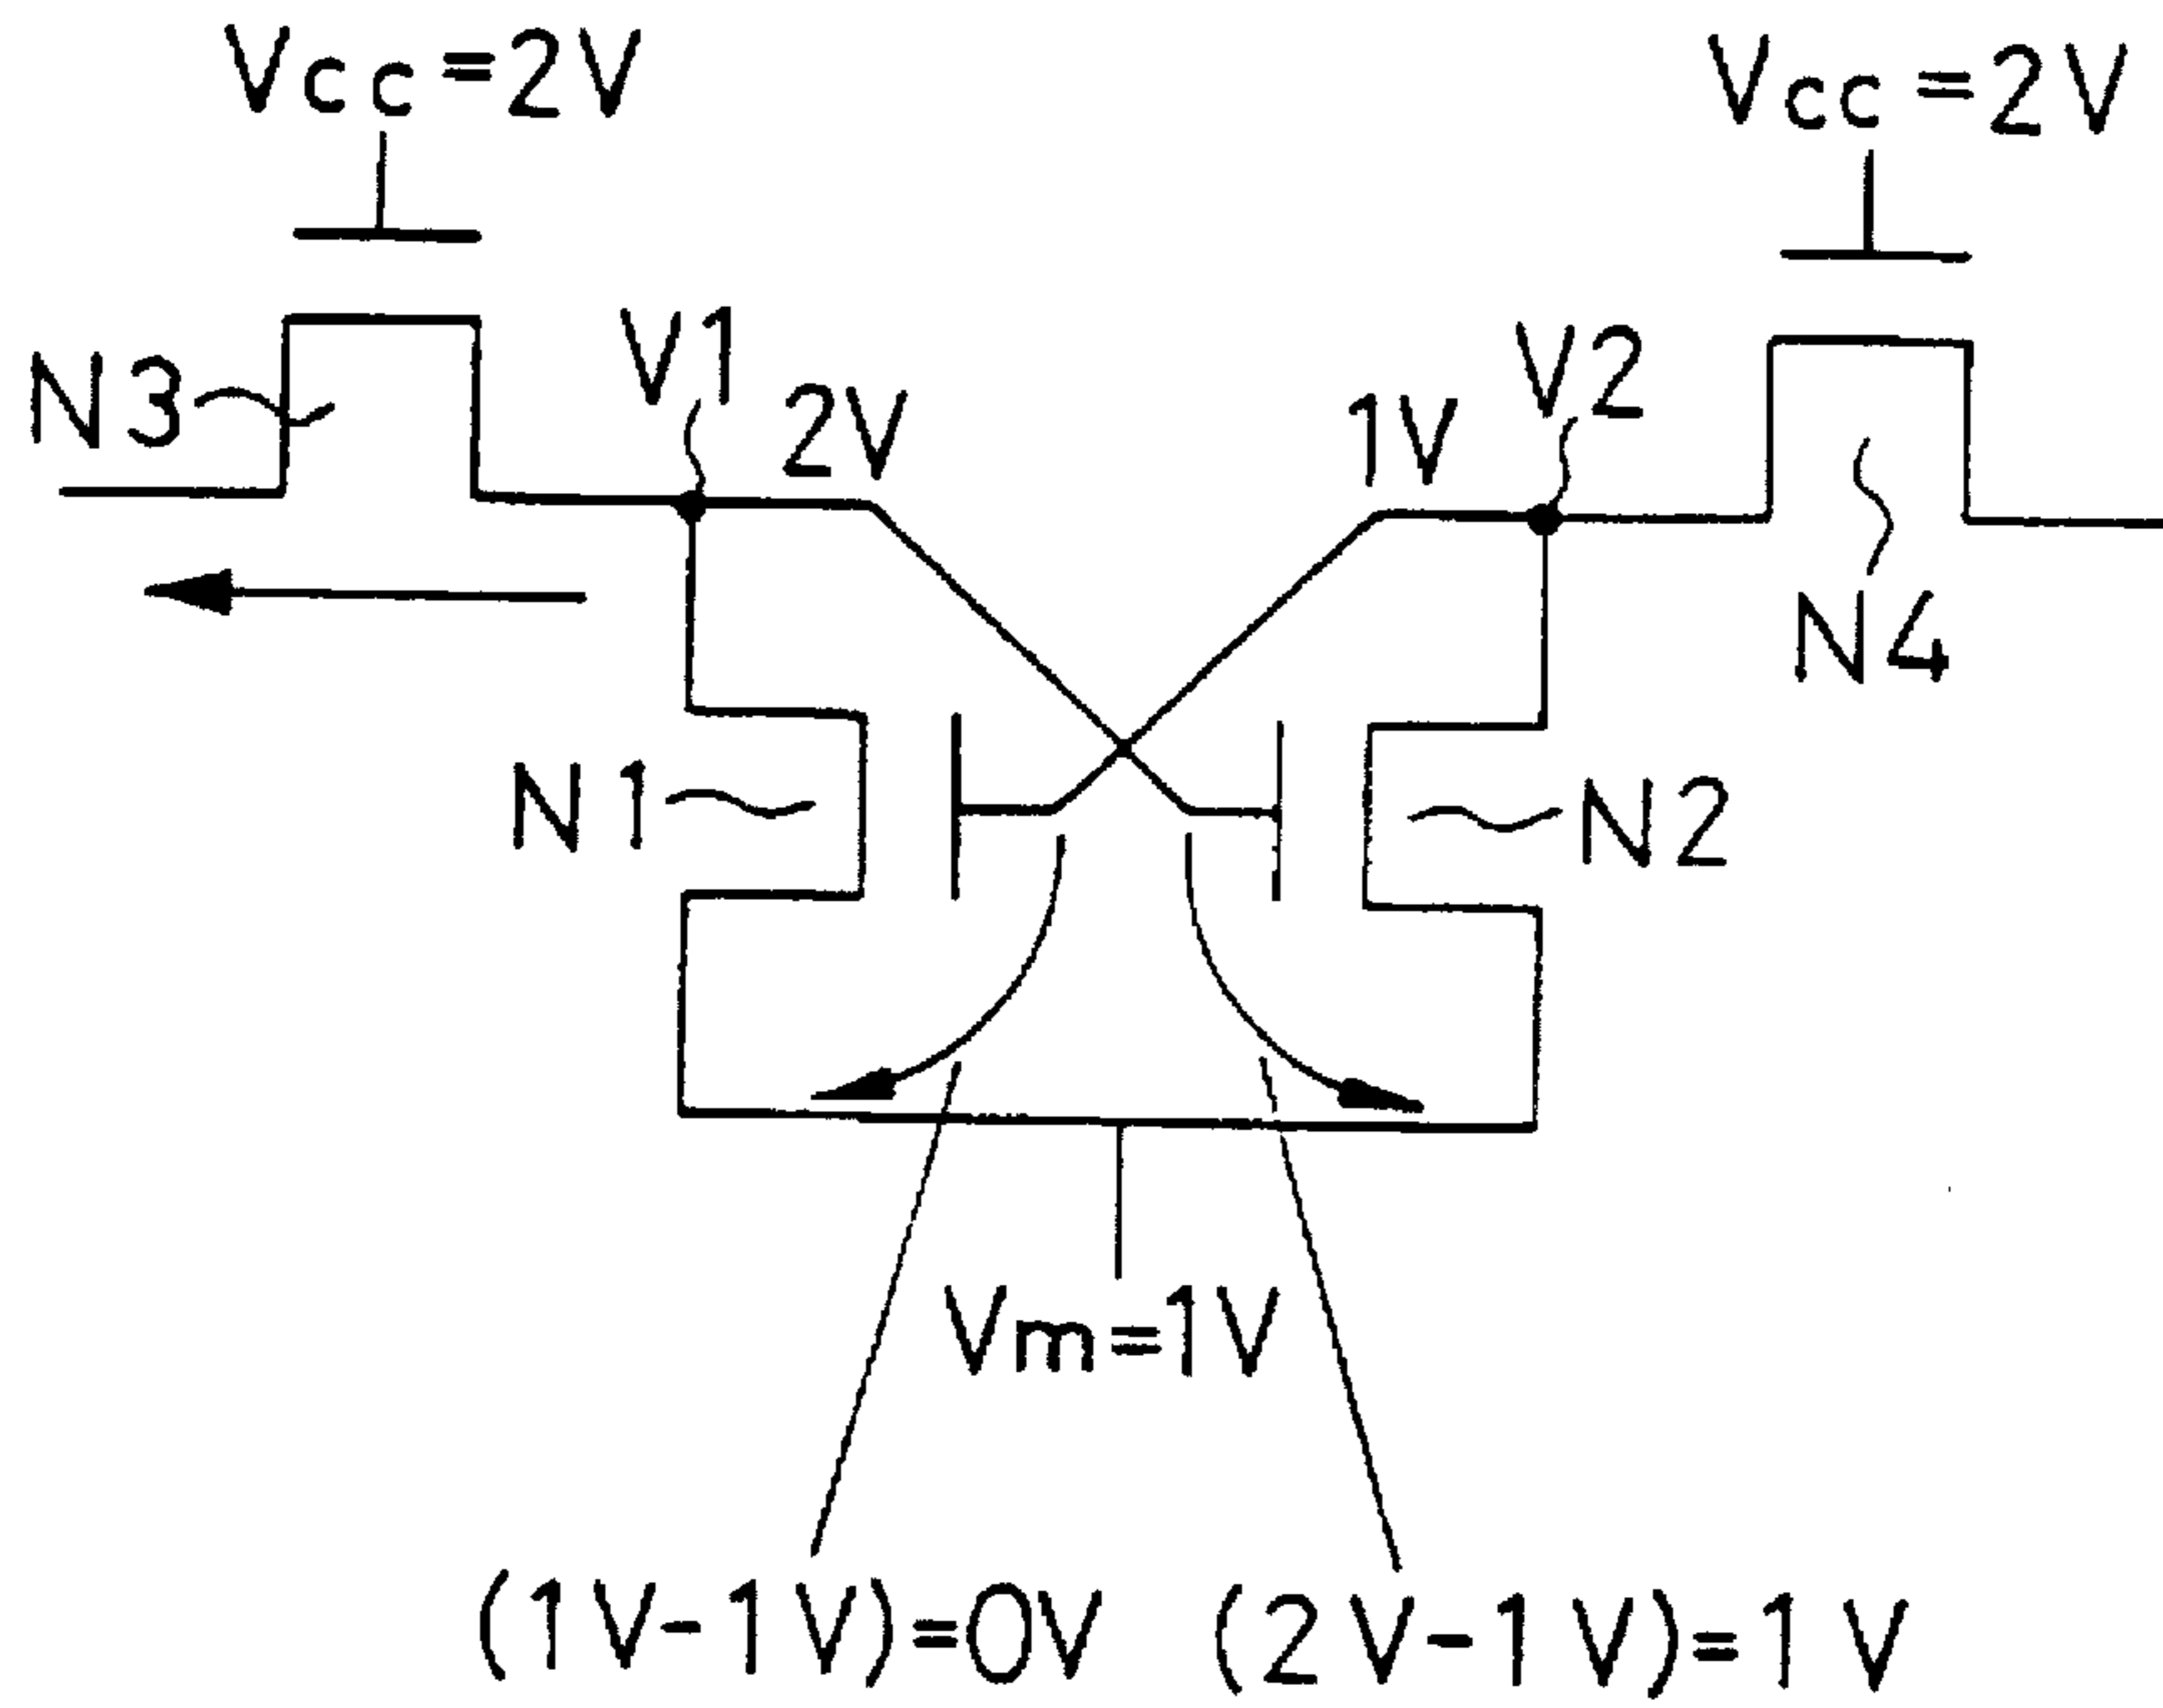 Vcc=2V
Vcc=2V
V1
V2
N3
2V
1V
N4
N1
N2
Vm=1V
(1V-1V)=0V
(2V-1V)=1V